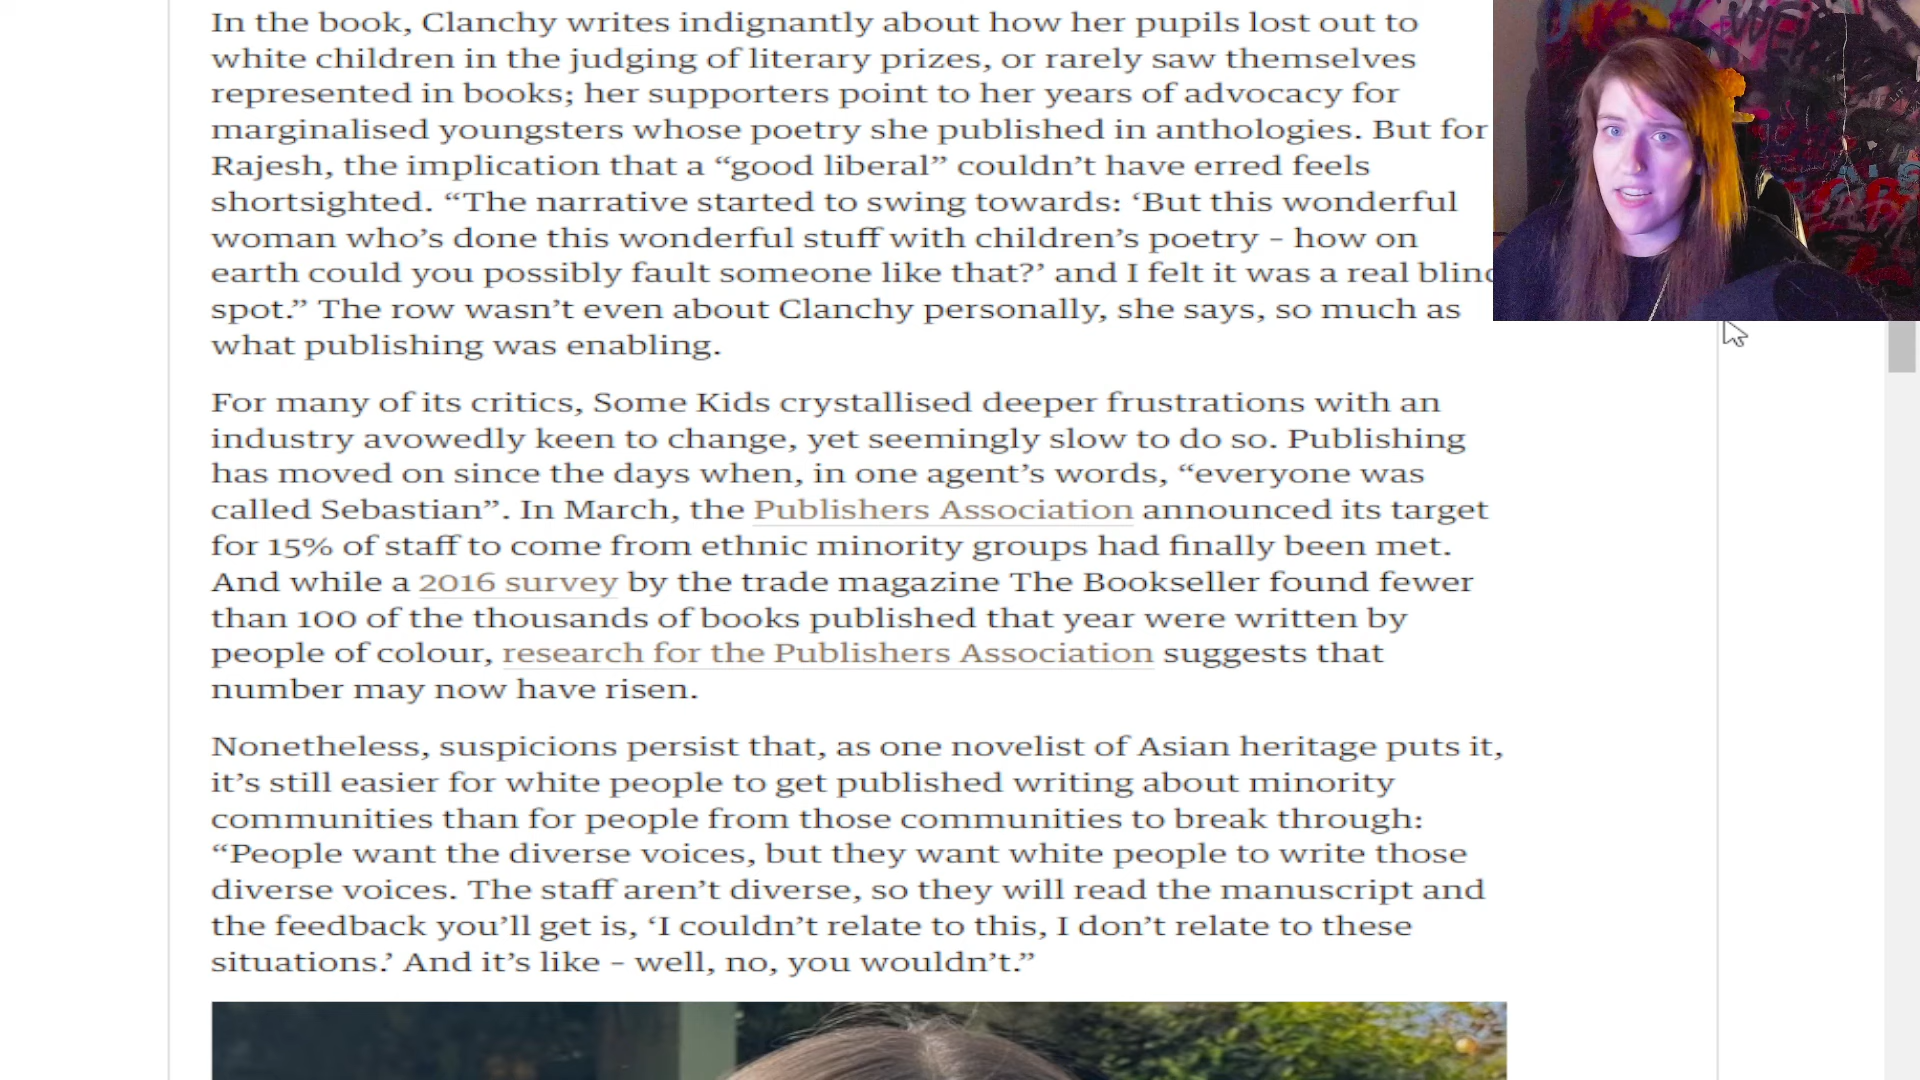 In the book, Clanchy writes indignantly about how her pupils lost out to
white children in the judging of literary prizes, or rarely saw themselves
represented in books; her supporters point to her years of advocacy for
marginalised youngsters whose poetry she published in anthologies. But for
Rajesh, the implication that a “good liberal” couldn’t have erred feels
shortsighted. “The narrative started to swing towards: ‘But this wonderful
woman who’s done this wonderful stuff with children’s poetry – how on
earth could you possibly fault someone like that?’ and I felt it was a real blind
spot.” The row wasn’t even about Clanchy personally, she says, so much as
what publishing was enabling.
For many of its critics, Some Kids crystallised deeper frustrations with an
industry avowedly keen to change, yet seemingly slow to do so. Publishing
has moved on since the days when, in one agent’s words, “everyone was
called Sebastian”. In March, the Publishers Association announced its target
for 15% of staff to come from ethnic minority groups had finally been met.
And while a 2016 survey by the trade magazine The Bookseller found fewer
than 100 of the thousands of books published that year were written by
people of colour, research for the Publishers Association suggests that
number may now have risen.
Nonetheless, suspicions persist that, as one novelist of Asian heritage puts it,
it’s still easier for white people to get published writing about minority
communities than for people from those communities to break through:
“People want the diverse voices, but they want white people to write those
diverse voices. The staff aren’t diverse, so they will read the manuscript and
the feedback you’ll get is, ‘I couldn’t relate to this, I don’t relate to these
situations.’ And it’s like – well, no, you wouldn’t.”